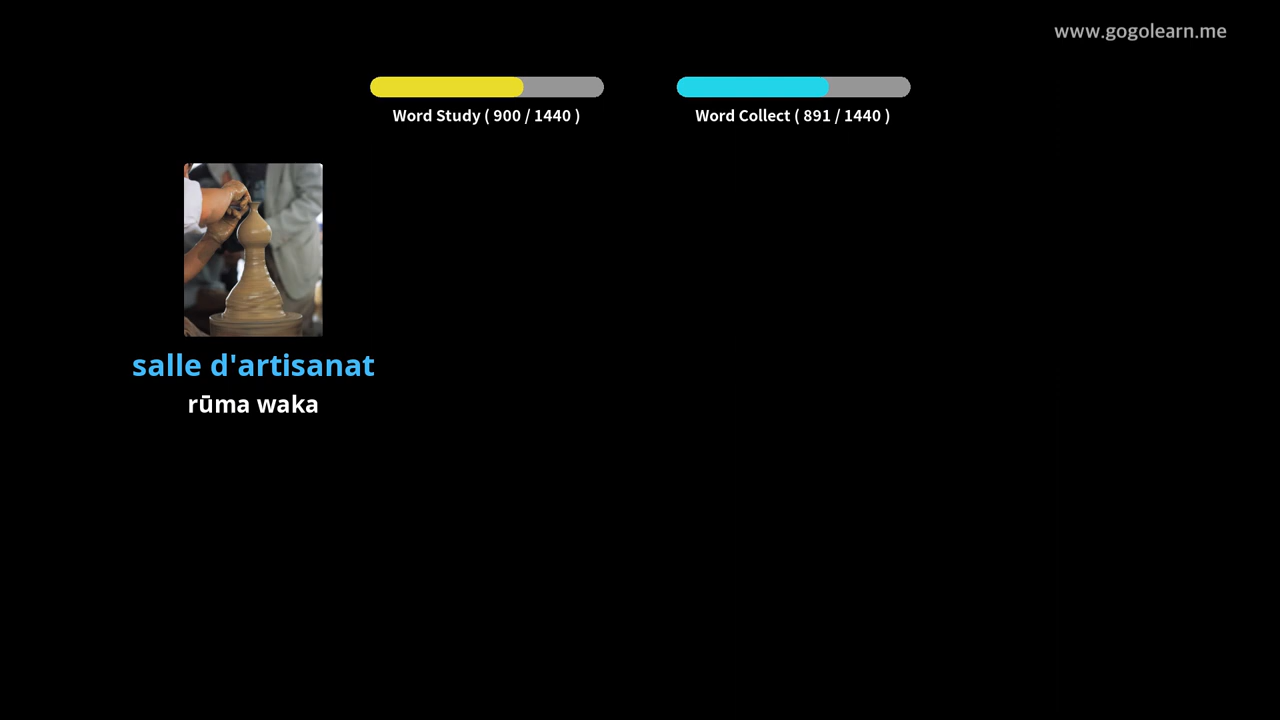 www.gogolearn.me
Word Study ( 900 / 1440 )
Word Collect ( 891 / 1440 )
salle d'artisanat
rūma waka